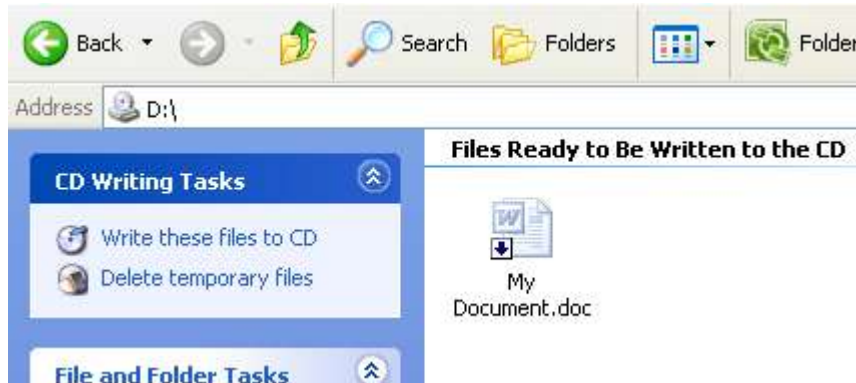 Back Search Folders Folder
Address D:\
Files Ready to Be Written to the CD
CD Writing Tasks
Write these files to CD
Delete temporary files
My
Document.doc
File and Folder Tasks